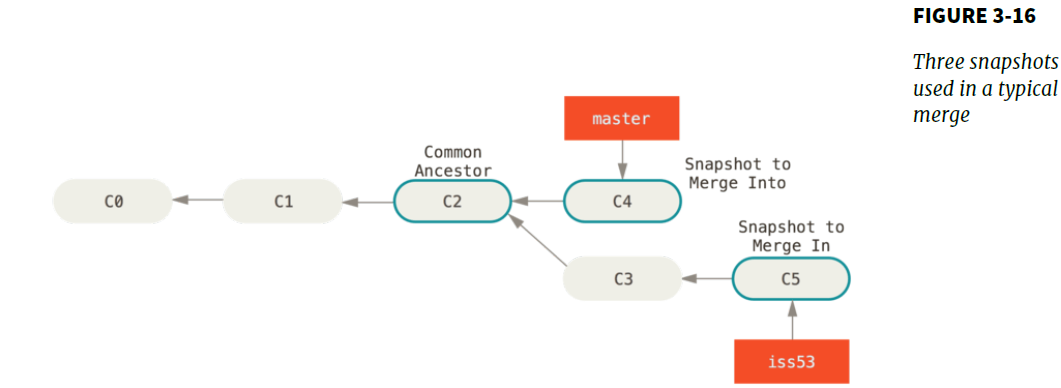 FIGURE 3-16
Three snapshots
used in a typical
merge
master
Common
Ancestor
Snapshot to
Merge Into
C0
C1
C2
C4
Snapshot to
Merge In
C3
C5
iss53